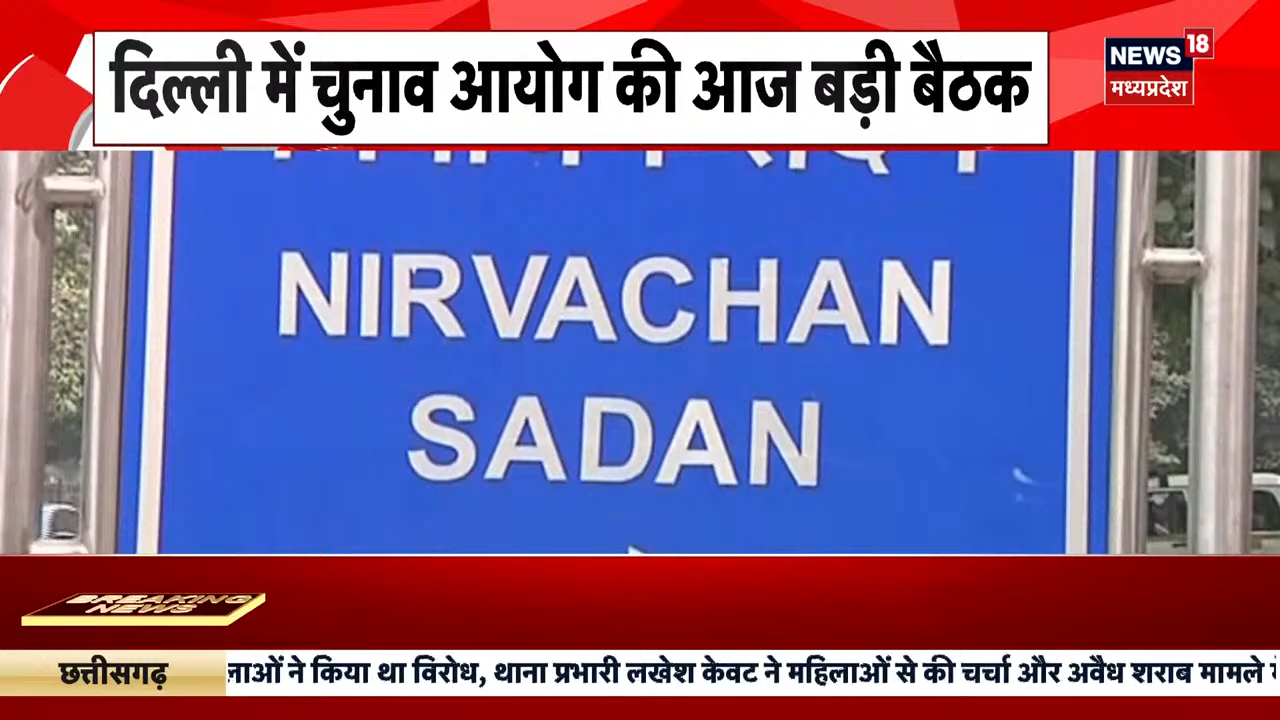 दिल्ली में चुनाव आयोग की आज बड़ी बैठक
NEWS 18
मध्यप्रदेश
NIRVACHAN
SADAN
BREAKING
NEWS
छत्तीसगढ़
लाओं ने किया था विरोध, थाना प्रभारी लखेश केवट ने महिलाओं से की चर्चा और अवैध शराब मामले